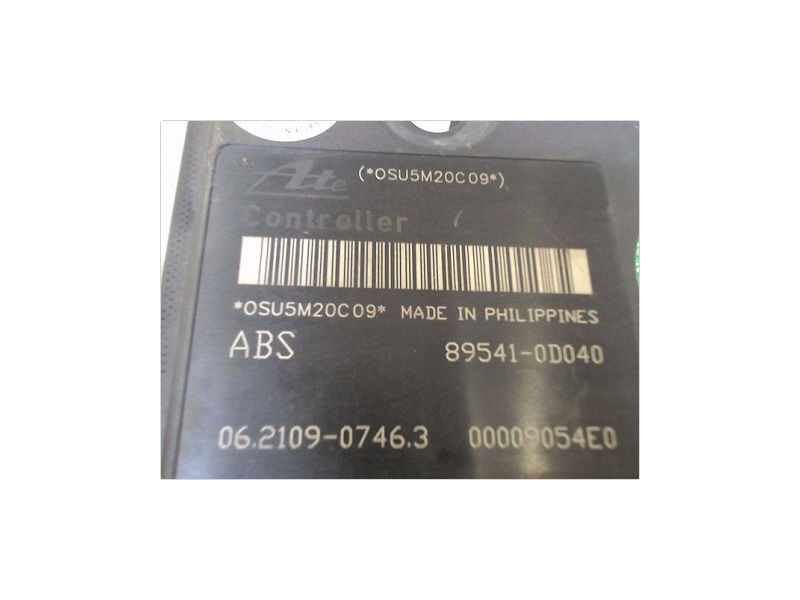 Ate (*OSU5M20C09*)
Controller
*OSU5M20C09* MADE IN PHILIPPINES
ABS 89541-0D040
06.2109-0746.3 00009054E0